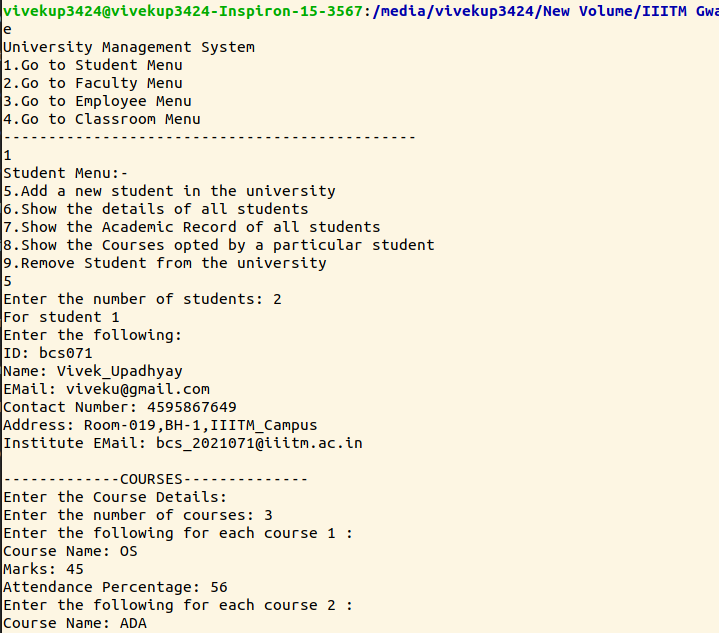 vivekup3424@vivekup3424-Inspiron-15-3567:/media/vivekup3424/New Volume/IIITM Gwa
e
University Management System
1.Go to Student Menu
2.Go to Faculty Menu
3.Go to Employee Menu
4.Go to Classroom Menu
----------------------------------------------
1
Student Menu:-
5.Add a new student in the university
6.Show the details of all students
7.Show the Academic Record of all students
8.Show the Courses opted by a particular student
9.Remove Student from the university
5
Enter the number of students: 2
For student 1
Enter the following:
ID: bcs071
Name: Vivek_Upadhyay
EMail: viveku@gmail.com
Contact Number: 4595867649
Address: Room-019,BH-1,IIITM_Campus
Institute EMail: bcs_2021071@iiitm.ac.in

-------------COURSES--------------
Enter the Course Details:
Enter the number of courses: 3
Enter the following for each course 1 :
Course Name: OS
Marks: 45
Attendance Percentage: 56
Enter the following for each course 2 :
Course Name: ADA